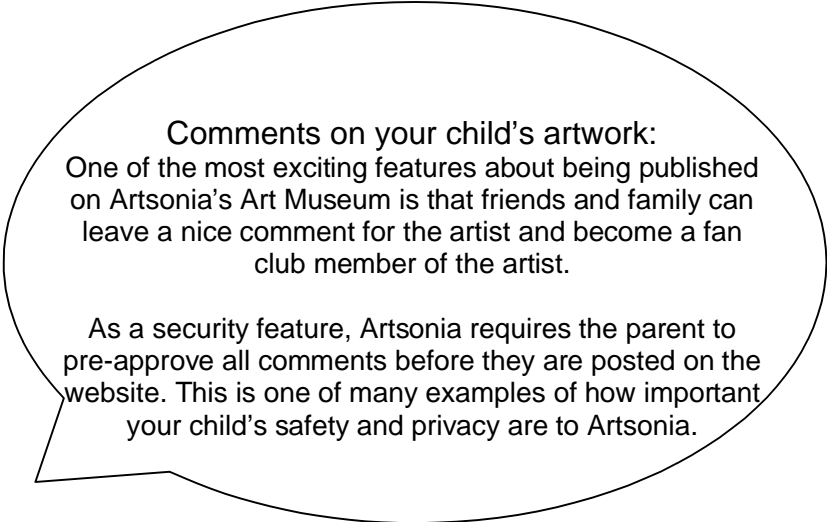 Comments on your child’s artwork:
One of the most exciting features about being published
on Artsonia’s Art Museum is that friends and family can
leave a nice comment for the artist and become a fan
club member of the artist.
As a security feature, Artsonia requires the parent to
pre-approve all comments before they are posted on the
website. This is one of many examples of how important
your child’s safety and privacy are to Artsonia.